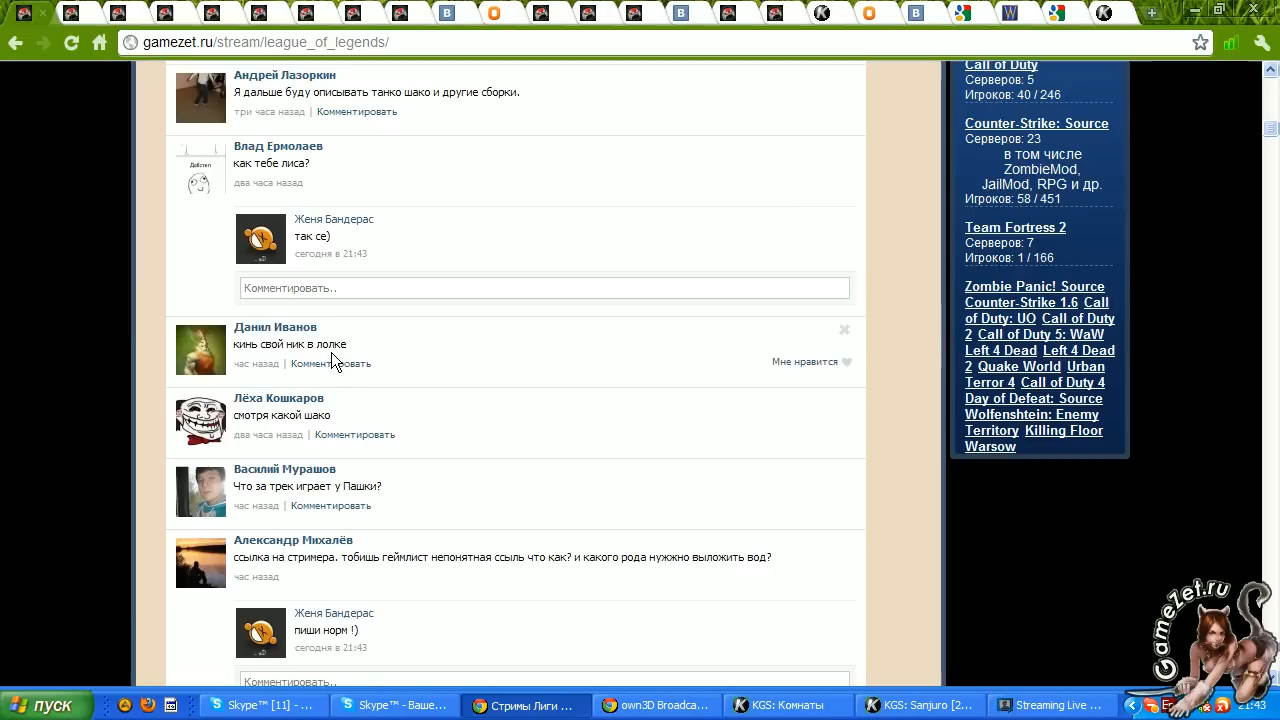 gamezet.ru/stream/league_of_legends/
Андрей Лазоркин
Я дальше буду описывать танко шако и другие сборки.
три часа назад | Комментировать
Влад Ермолаев
как тебе лиса?
два часа назад
Женя Бандерас
так се)
сегодня в 21:43
Комментировать..
Данил Иванов
кинь свой ник в лолке
час назад | Комментировать
Мне нравится
Лёха Кошкаров
смотря какой шако
два часа назад | Комментировать
Василий Мурашов
Что за трек играет у Пашки?
час назад | Комментировать
Александр Михалёв
ссылка на стримера. тобишь геймлист непонятная ссыль что как? и какого рода нужжно выложить вод?
час назад
Женя Бандерас
пиши норм !)
сегодня в 21:43
Комментировать..
Call of Duty
Серверов: 5
Игроков: 40 / 246
Counter-Strike: Source
Серверов: 23
в том числе
ZombieMod,
JailMod, RPG и др.
Игроков: 58 / 451
Team Fortress 2
Серверов: 7
Игроков: 1 / 166
Zombie Panic! Source
Counter-Strike 1.6 Call
of Duty: UO Call of Duty
2 Call of Duty 5: WaW
Left 4 Dead Left 4 Dead
2 Quake World Urban
Terror 4 Call of Duty 4
Day of Defeat: Source
Wolfenshtein: Enemy
Territory Killing Floor
Warsow
GameZet.ru
пуск
Skype™ [11] - ...
Skype™ - Ваше...
Стримы Лиги ...
own3D Broadca...
KGS: Комнаты
KGS: Sanjuro [2...
Streaming Live ...
21:43